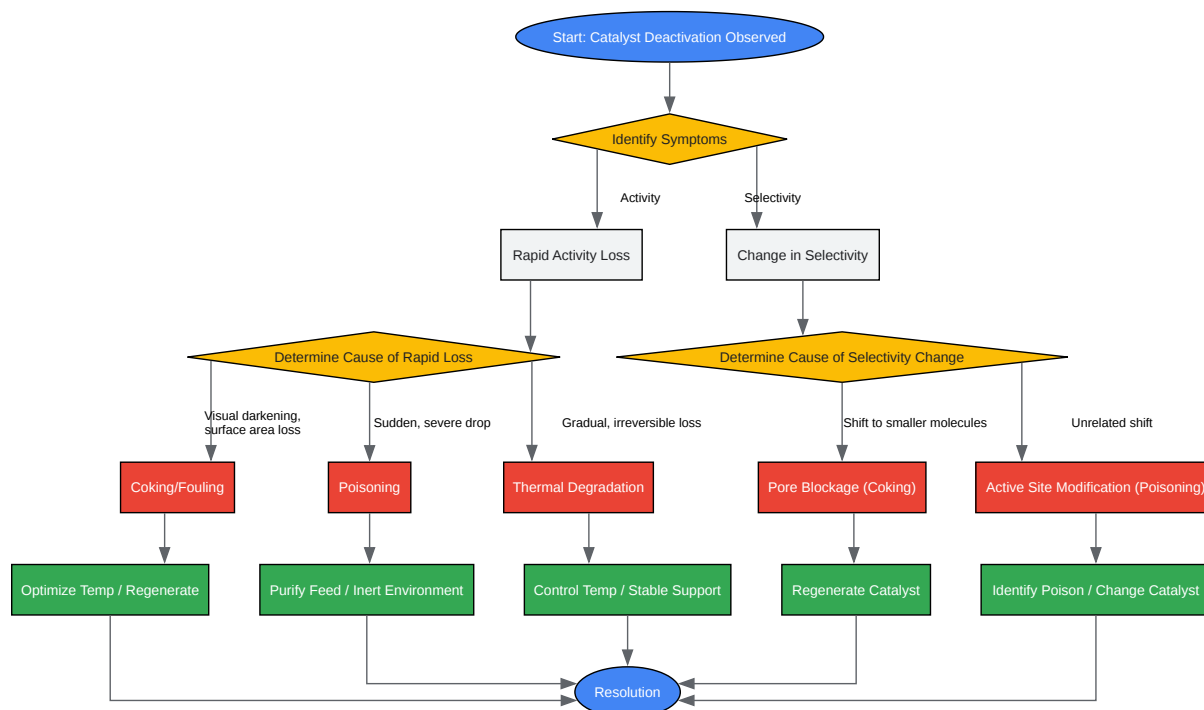 Start: Catalyst Deactivation Observed
Identify Symptoms
Activity
Selectivity
Rapid Activity Loss
Change in Selectivity
Determine Cause of Rapid Loss
Determine Cause of Selectivity Change
Visual darkening,
surface area loss
Sudden, severe drop
Gradual, irreversible loss
Shift to smaller molecules
Unrelated shift
Coking/Fouling
Poisoning
Thermal Degradation
Pore Blockage (Coking)
Active Site Modification (Poisoning)
Optimize Temp / Regenerate
Purify Feed / Inert Environment
Control Temp / Stable Support
Regenerate Catalyst
Identify Poison / Change Catalyst
Resolution